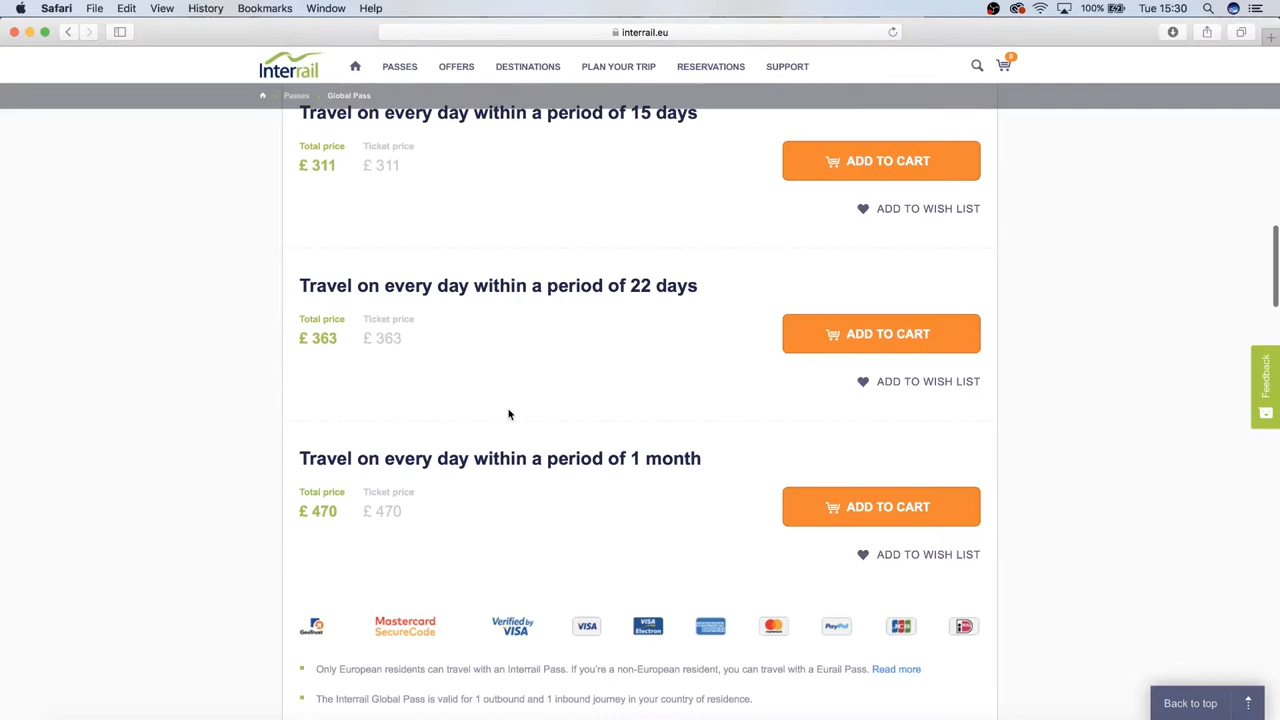 Safari File Edit View History Bookmarks Window Help 100% Tue 15:30
interrail.eu
Interrail PASSES OFFERS DESTINATIONS PLAN YOUR TRIP RESERVATIONS SUPPORT 0
Passes Global Pass
Travel on every day within a period of 15 days
Total price Ticket price
£ 311 £ 311
ADD TO CART
ADD TO WISH LIST
Travel on every day within a period of 22 days
Total price Ticket price
£ 363 £ 363
ADD TO CART
ADD TO WISH LIST
Feedback
Travel on every day within a period of 1 month
Total price Ticket price
£ 470 £ 470
ADD TO CART
ADD TO WISH LIST
GeoTrust Mastercard SecureCode Verified by VISA VISA VISA Electron PayPal JCB iD
Only European residents can travel with an Interrail Pass. If you're a non-European resident, you can travel with a Eurail Pass. Read more
The Interrail Global Pass is valid for 1 outbound and 1 inbound journey in your country of residence.
Back to top